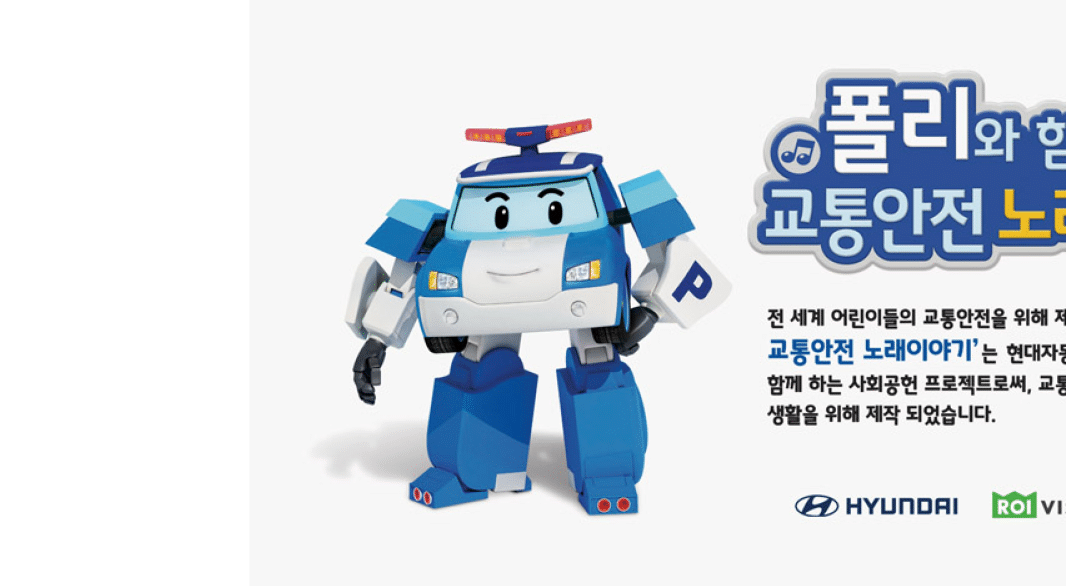 P
폴리와 함
교통안전 노래
전 세계 어린이들의 교통안전을 위해 제
교통안전 노래이야기’는 현대자동
함께 하는 사회공헌 프로젝트로써, 교통
생활을 위해 제작 되었습니다.
HYUNDAI ROI VIS